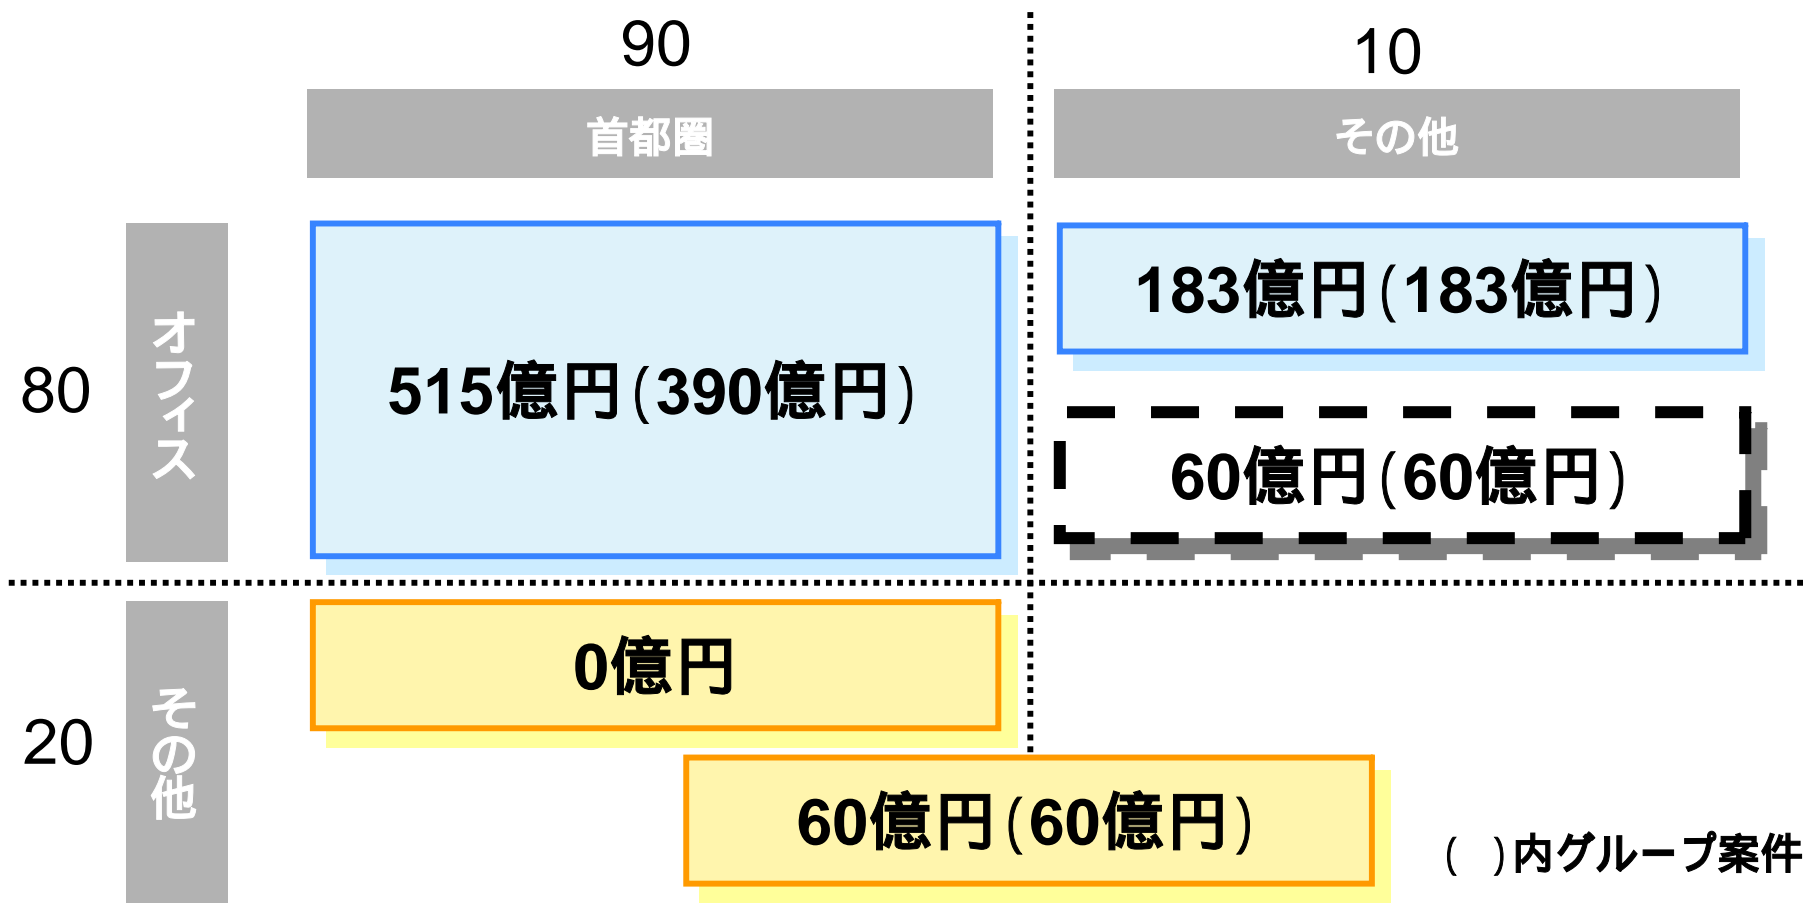 90
10
首都圏
その他
オフィス
80
515億円(390億円)
183億円(183億円)
60億円(60億円)
その他
20
0億円
60億円(60億円)
( )内グループ案件